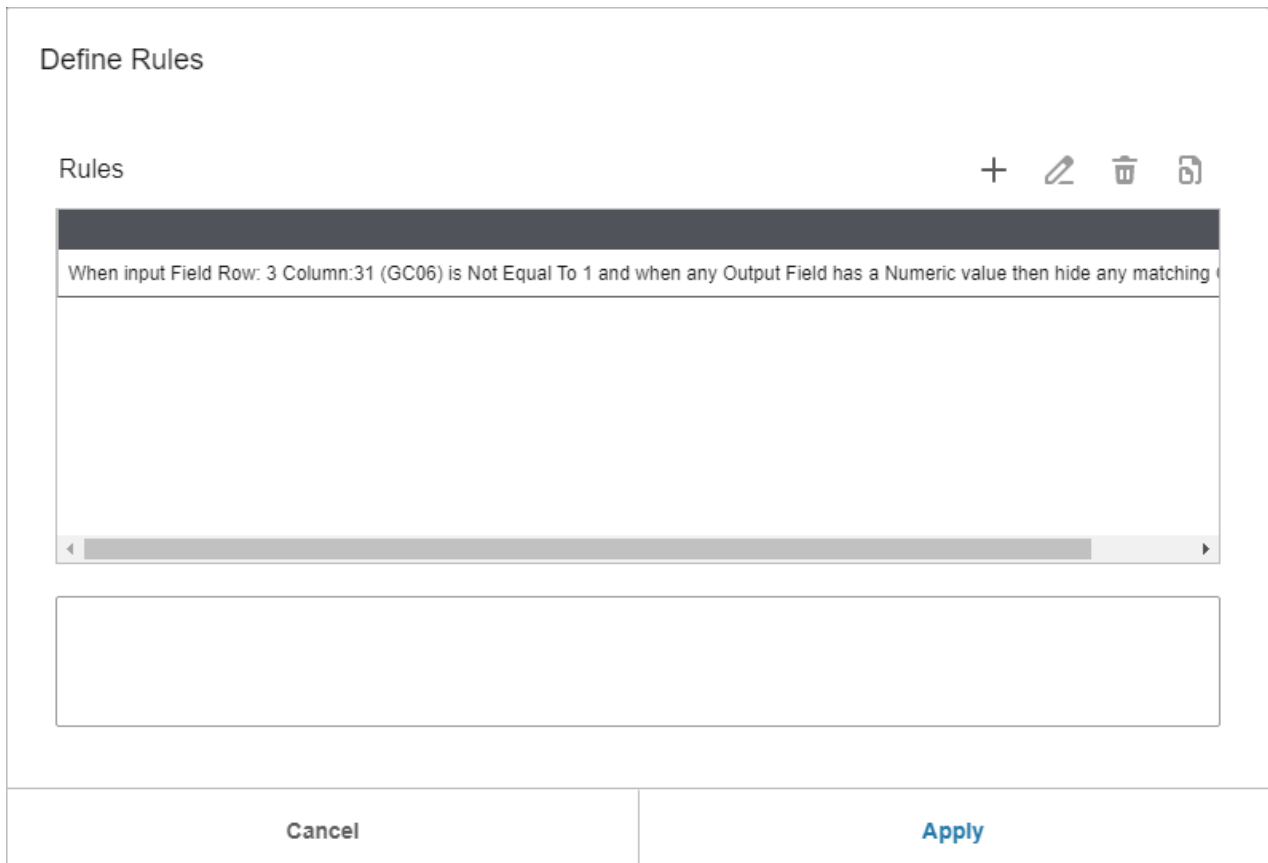 Define Rules
Rules
When input Field Row: 3 Column:31 (GC06) is Not Equal To 1 and when any Output Field has a Numeric value then hide any matching
Cancel
Apply